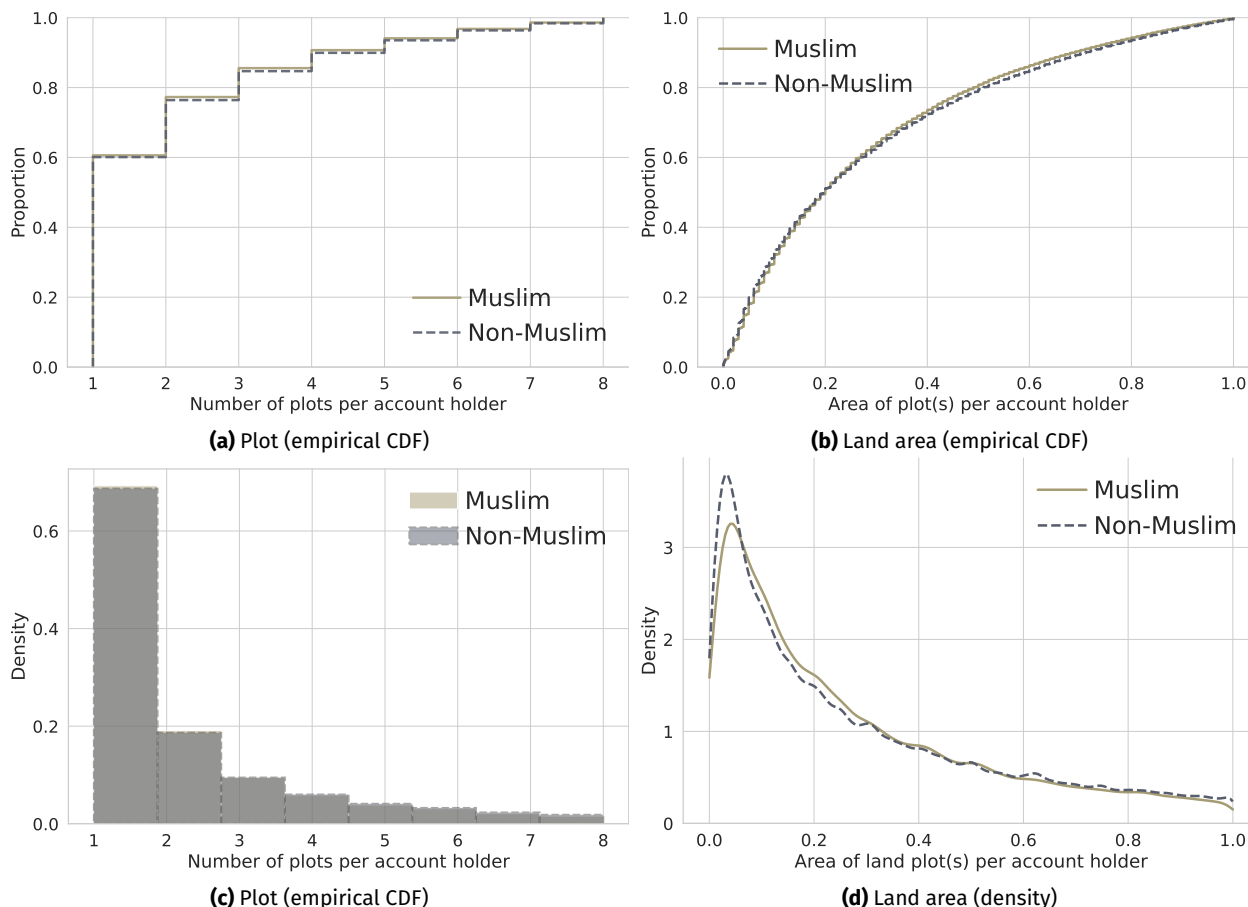 1.0
0.8
0.6
0.4
0.2
0.0
Proportion
Muslim
Non-Muslim
1 2 3 4 5 6 7 8
Number of plots per account holder
(a) Plot (empirical CDF)
1.0
0.8
0.6
0.4
0.2
0.0
Proportion
Muslim
Non-Muslim
0.0 0.2 0.4 0.6 0.8 1.0
Area of plot(s) per account holder
(b) Land area (empirical CDF)
0.6
0.4
0.2
0.0
Density
Muslim
Non-Muslim
1 2 3 4 5 6 7 8
Number of plots per account holder
(c) Plot (empirical CDF)
3
2
1
0
Density
Muslim
Non-Muslim
0.0 0.2 0.4 0.6 0.8 1.0
Area of land plot(s) per account holder
(d) Land area (density)